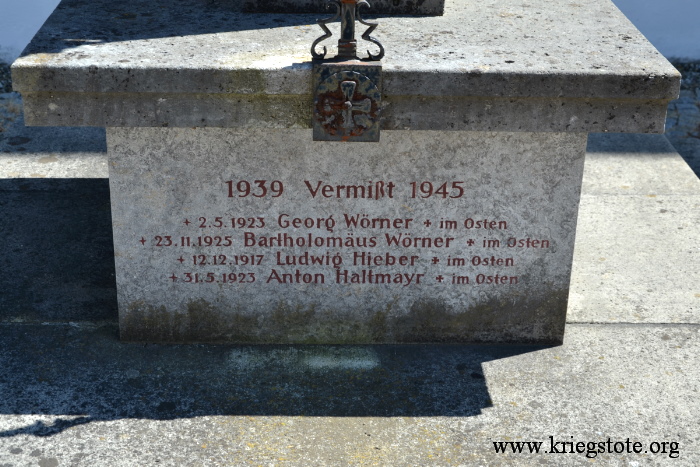 1939 Vermißt 1945
+ 2.5.1923 Georg Wörner + im Osten
+ 23.11.1925 Bartholomäus Wörner + im Osten
+ 12.12.1917 Ludwig Hieber + im Osten
+ 31.5.1923 Anton Haltmayr + im Osten
www.kriegstote.org